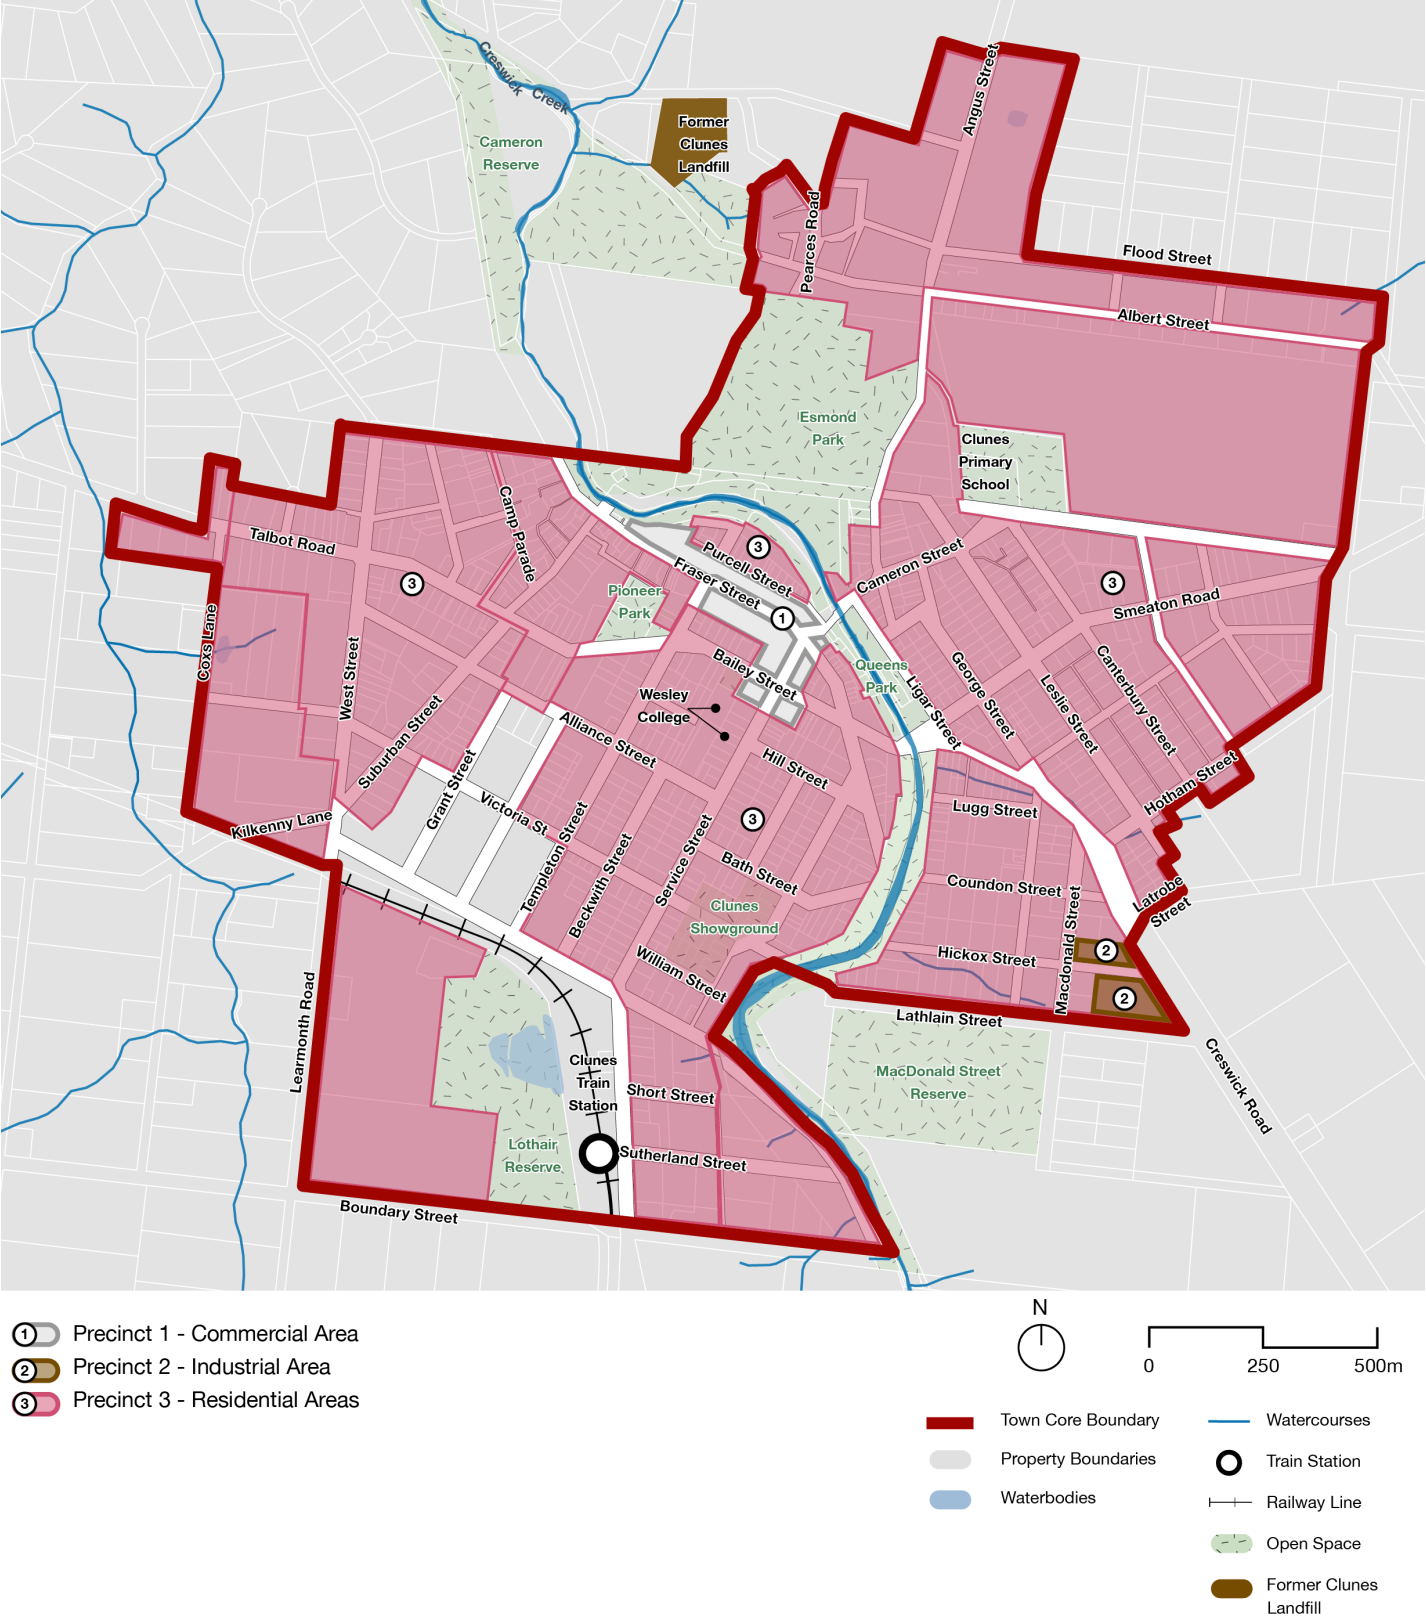 Creswick
Creek
Cameron
Reserve
Former
Clunes
Landfill
Angus Street
Pearces Road
Flood Street
Albert Street
Esmond
Park
Clunes
Primary
School
Talbot Road
Camp Parade
3
Purcell Street
3
Fraser Street
Cameron Street
3
Smeaton Road
Pioneer
Park
1
Coxs Lane
West Street
Bailey Street
Queens
Park
Wesley
College
Ligar Street
George Street
Leslie Street
Canterbury Street
Suburban Street
Alliance Street
Hill Street
Hotham Street
Grant Street
Victoria St
Kilkenny Lane
Templeton Street
Beckwith Street
Service Street
3
Lugg Street
Bath Street
Coundon Street
Latrobe
Street
Clunes
Showground
Macdonald Street
Hickox Street
2
William Street
2
Learmonth Road
Lathlain Street
Clunes
Train
Station
Short Street
MacDonald Street
Reserve
Creswick Road
Lothair
Reserve
Sutherland Street
Boundary Street
1 Precinct 1 - Commercial Area
2 Precinct 2 - Industrial Area
3 Precinct 3 - Residential Areas
N
0 250 500m
Town Core Boundary
Property Boundaries
Waterbodies
Watercourses
Train Station
Railway Line
Open Space
Former Clunes
Landfill